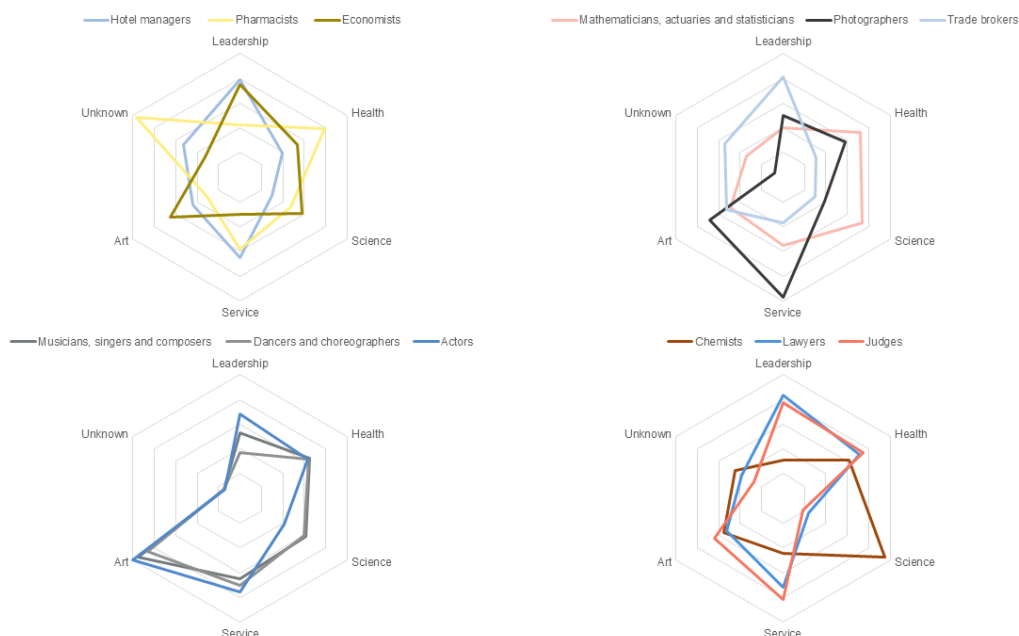 Hotel managers Pharmacists Economists
Leadership
Unknown Health
Art Science
Service
Mathematicians, actuaries and statisticians Photographers Trade brokers
Leadership
Unknown Health
Art Science
Service
Musicians, singers and composers Dancers and choreographers Actors
Leadership
Unknown Health
Art Science
Service
Chemists Lawyers Judges
Leadership
Unknown Health
Art Science
Service